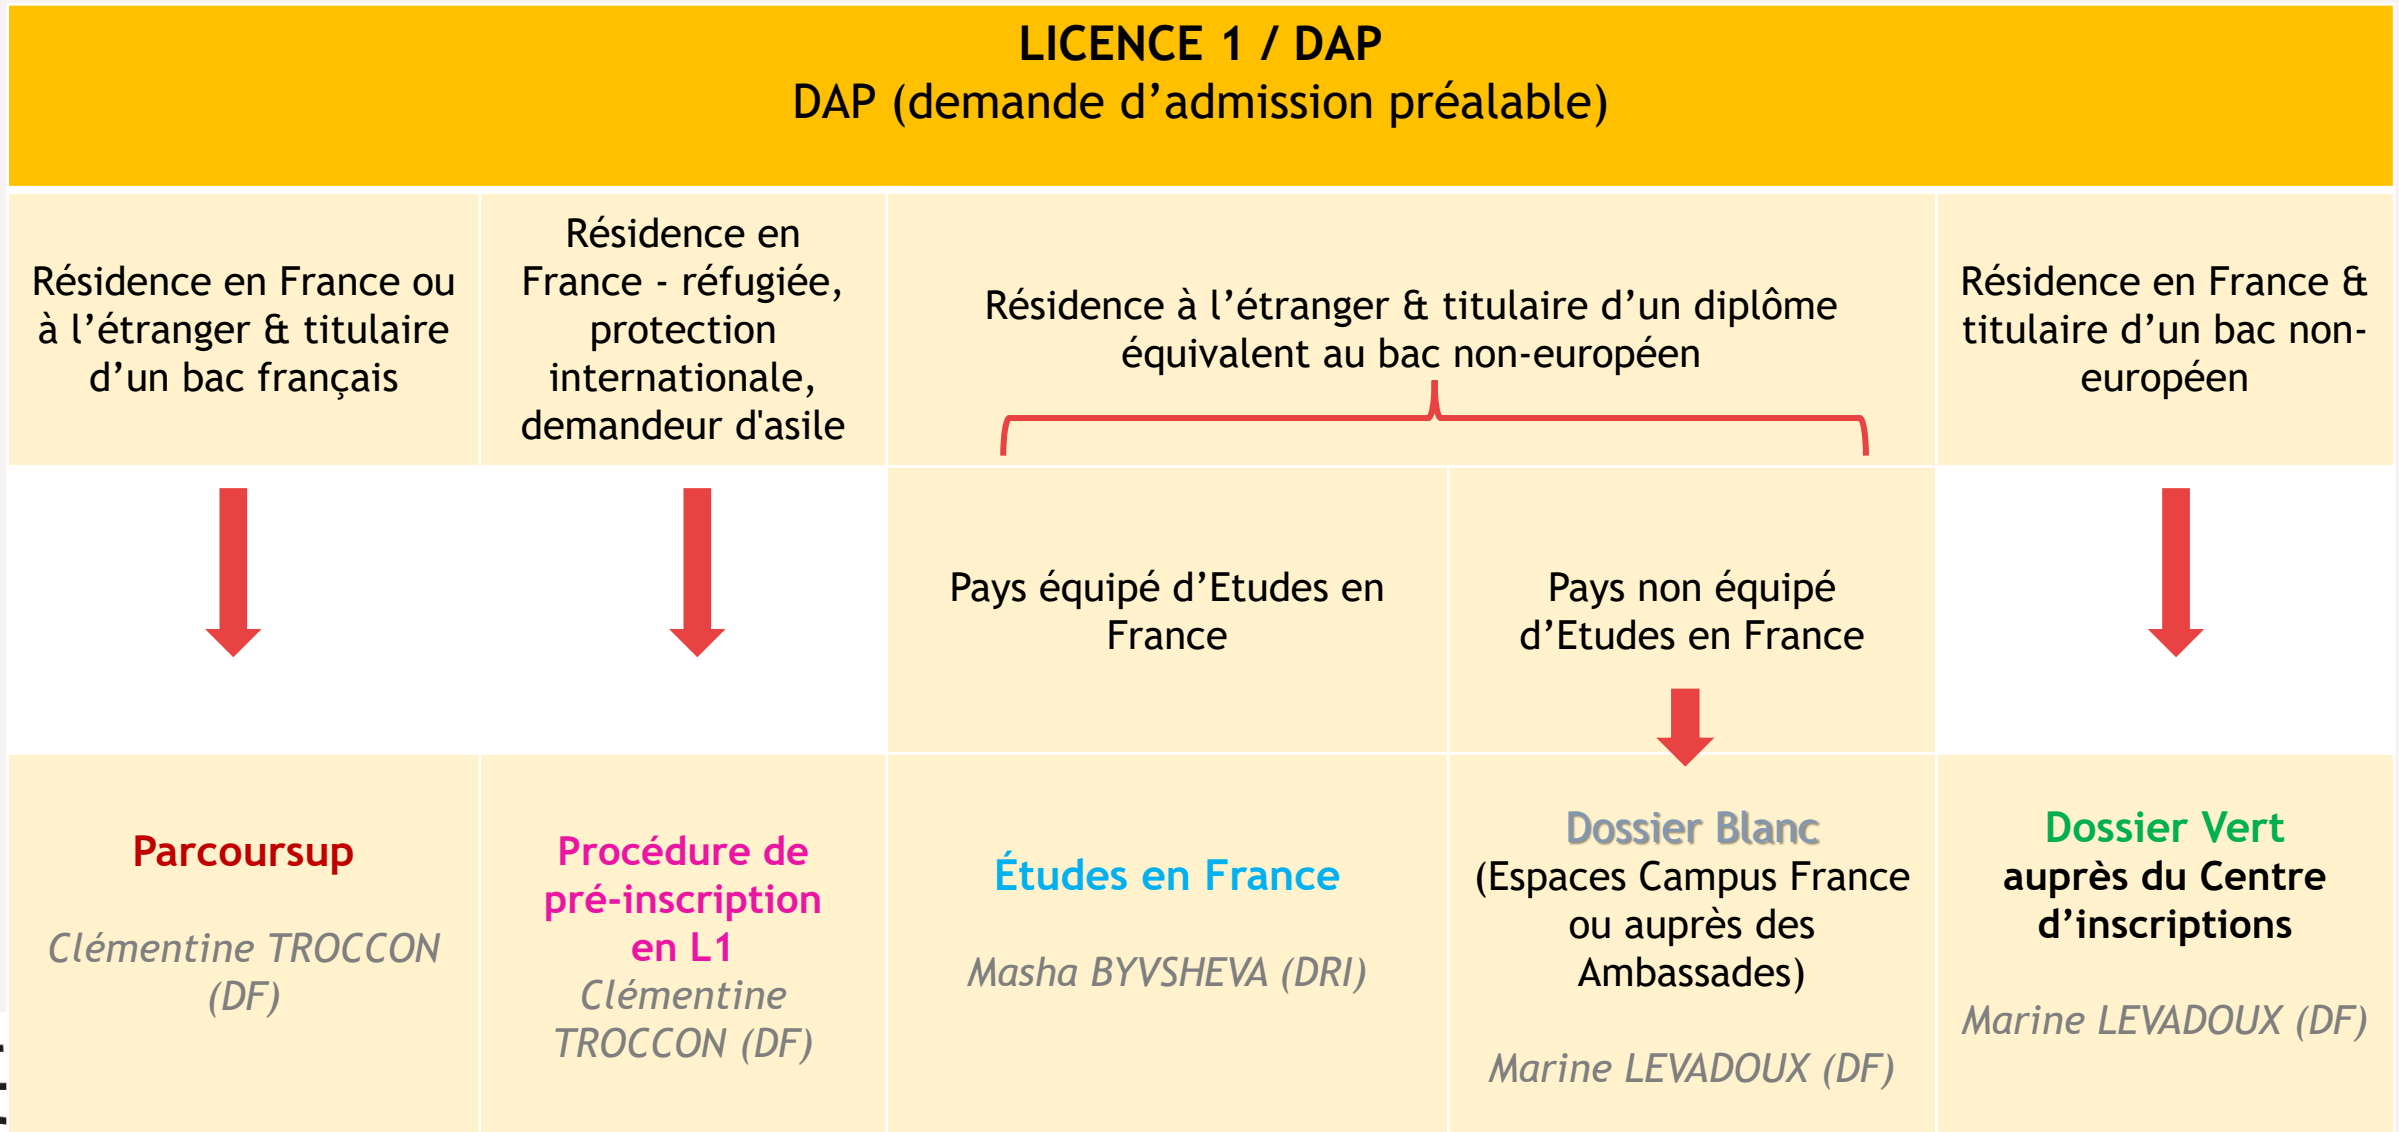 LICENCE 1 / DAP
DAP (demande d’admission préalable)
Résidence en France ou
à l’étranger & titulaire
d’un bac français
Résidence en
France - réfugiée,
protection
internationale,
demandeur d'asile
Résidence à l’étranger & titulaire d’un diplôme
équivalent au bac non-européen
Résidence en France &
titulaire d’un bac non-
européen
Pays équipé d’Etudes en
France
Pays non équipé
d’Etudes en France
Parcoursup
Clémentine TROCCON
(DF)
Procédure de
pré-inscription
en L1
Clémentine
TROCCON (DF)
Études en France
Masha BYVSHEVA (DRI)
Dossier Blanc
(Espaces Campus France
ou auprès des
Ambassades)
Marine LEVADOUX (DF)
Dossier Vert
auprès du Centre
d’inscriptions
Marine LEVADOUX (DF)